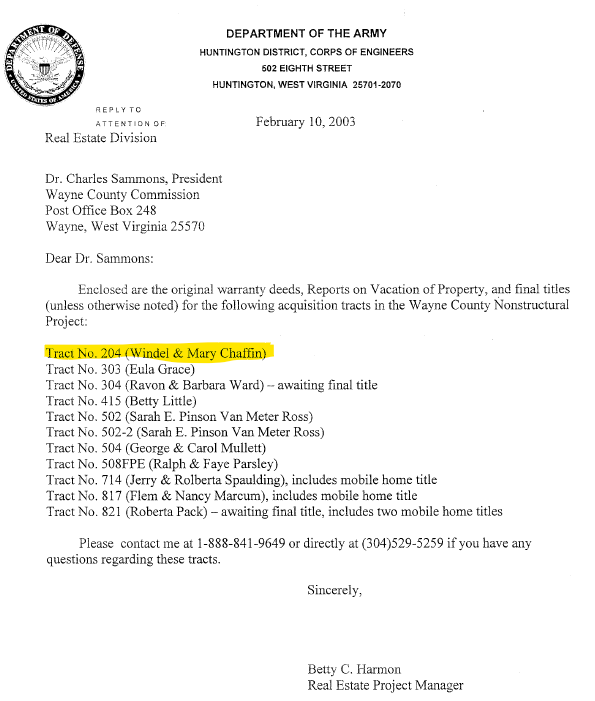 DEPARTMENT OF THE ARMY
HUNTINGTON DISTRICT, CORPS OF ENGINEERS
502 EIGHTH STREET
HUNTINGTON, WEST VIRGINIA 25701-2070
DEPARTMENT OF DEFENSE
UNITED STATES OF AMERICA
REPLY TO
ATTENTION OF
February 10, 2003
Real Estate Division
Dr. Charles Sammons, President
Wayne County Commission
Post Office Box 248
Wayne, West Virginia 25570
Dear Dr. Sammons:
Enclosed are the original warranty deeds, Reports on Vacation of Property, and final titles
(unless otherwise noted) for the following acquisition tracts in the Wayne County Nonstructural
Project:
Tract No. 204 (Windel & Mary Chaffin)
Tract No. 303 (Eula Grace)
Tract No. 304 (Ravon & Barbara Ward) – awaiting final title
Tract No. 415 (Betty Little)
Tract No. 502 (Sarah E. Pinson Van Meter Ross)
Tract No. 502-2 (Sarah E. Pinson Van Meter Ross)
Tract No. 504 (George & Carol Mullett)
Tract No. 508FPE (Ralph & Faye Parsley)
Tract No. 714 (Jerry & Rolberta Spaulding), includes mobile home title
Tract No. 817 (Flem & Nancy Marcum), includes mobile home title
Tract No. 821 (Roberta Pack) – awaiting final title, includes two mobile home titles
Please contact me at 1-888-841-9649 or directly at (304)529-5259 if you have any
questions regarding these tracts.
Sincerely,
Betty C. Harmon
Real Estate Project Manager